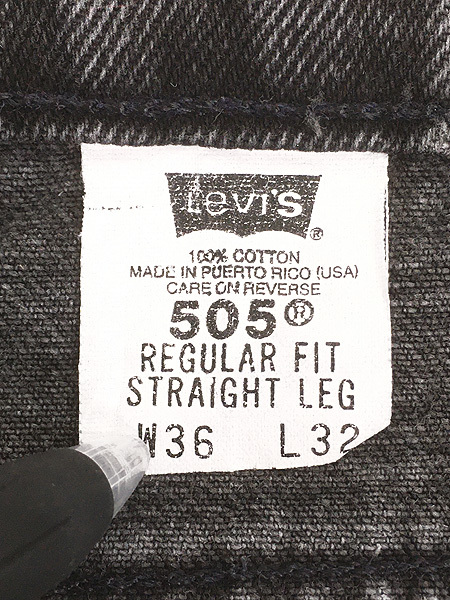 Levi's®
100% COTTON
MADE IN PUERTO RICO (USA)
CARE ON REVERSE
505®
REGULAR FIT
STRAIGHT LEG
W36 L32